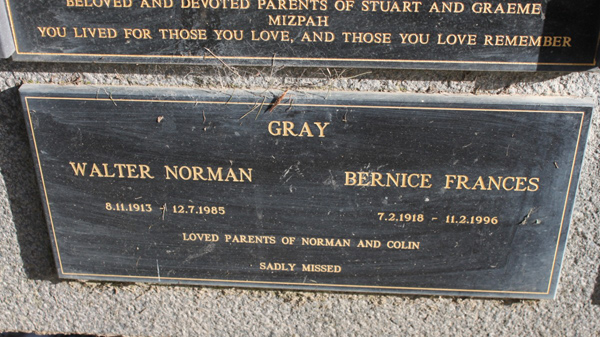 BELOVED AND DEVOTED PARENTS OF STUART AND GRAEME
MIZPAH
YOU LIVED FOR THOSE YOU LOVE, AND THOSE YOU LOVE REMEMBER
GRAY
WALTER NORMAN BERNICE FRANCES
8.11.1913 - 12.7.1985 7.2.1918 - 11.2.1996
LOVED PARENTS OF NORMAN AND COLIN
SADLY MISSED